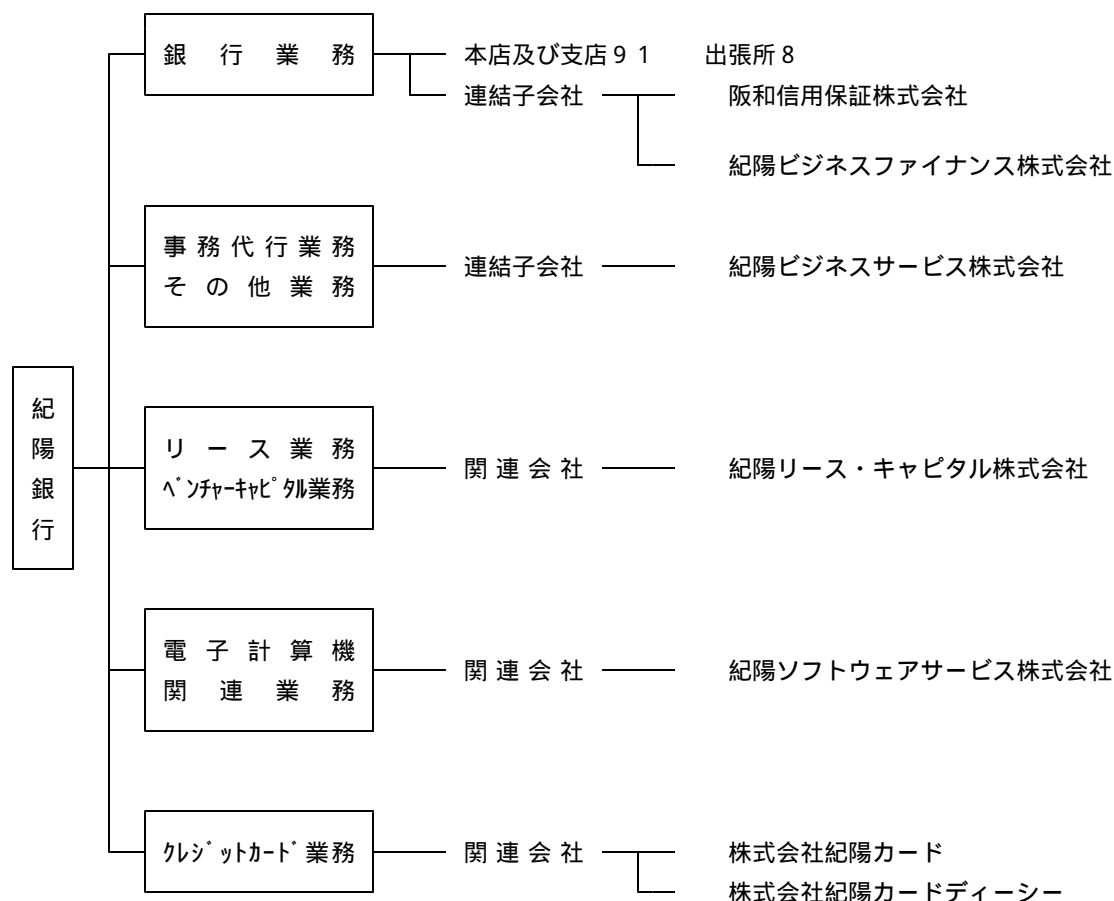 銀行業務
本店及び支店91 出張所8
連結子会社 阪和信用保証株式会社
紀陽ビジネスファイナンス株式会社
事務代行業務
その他業務
連結子会社 紀陽ビジネスサービス株式会社
紀陽銀行
リース業務
ﾍﾞﾝﾁｬｰｷｬﾋﾟﾀﾙ業務
関連会社 紀陽リース・キャピタル株式会社
電子計算機
関連業務
関連会社 紀陽ソフトウェアサービス株式会社
ｸﾚｼﾞｯﾄｶｰﾄﾞ業務
関連会社 株式会社紀陽カード
株式会社紀陽カードディーシー